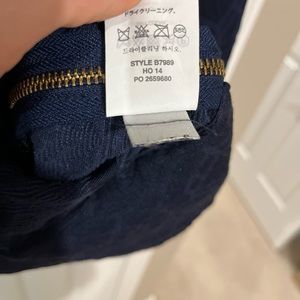 ドライクリーニング。
드라이클리닝 하시오.
STYLE B7989
HO 14
PO 2659680